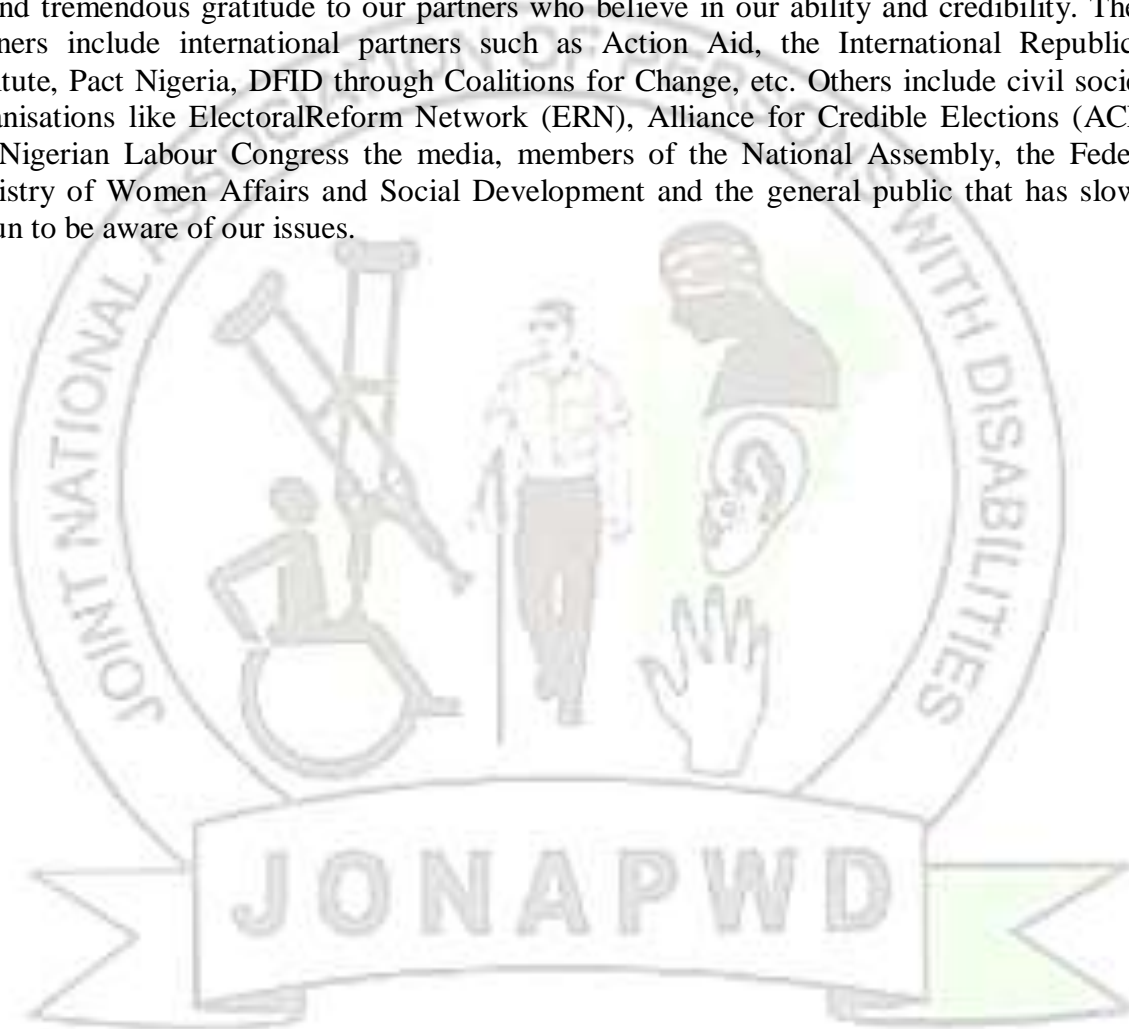 nd tremendous gratitude to our partners who believe in our ability and credibility. The
ners include international partners such as Action Aid, the International Republic
tute, Pact Nigeria, DFID through Coalitions for Change, etc. Others include civil socie
anisations like ElectoralReform Network (ERN), Alliance for Credible Elections (AC
Nigerian Labour Congress the media, members of the National Assembly, the Fede
istry of Women Affairs and Social Development and the general public that has slow
un to be aware of our issues.
JOINT NATIONAL ASSOCIATION OF PERSONS WITH DISABILITIES
JONAPWD